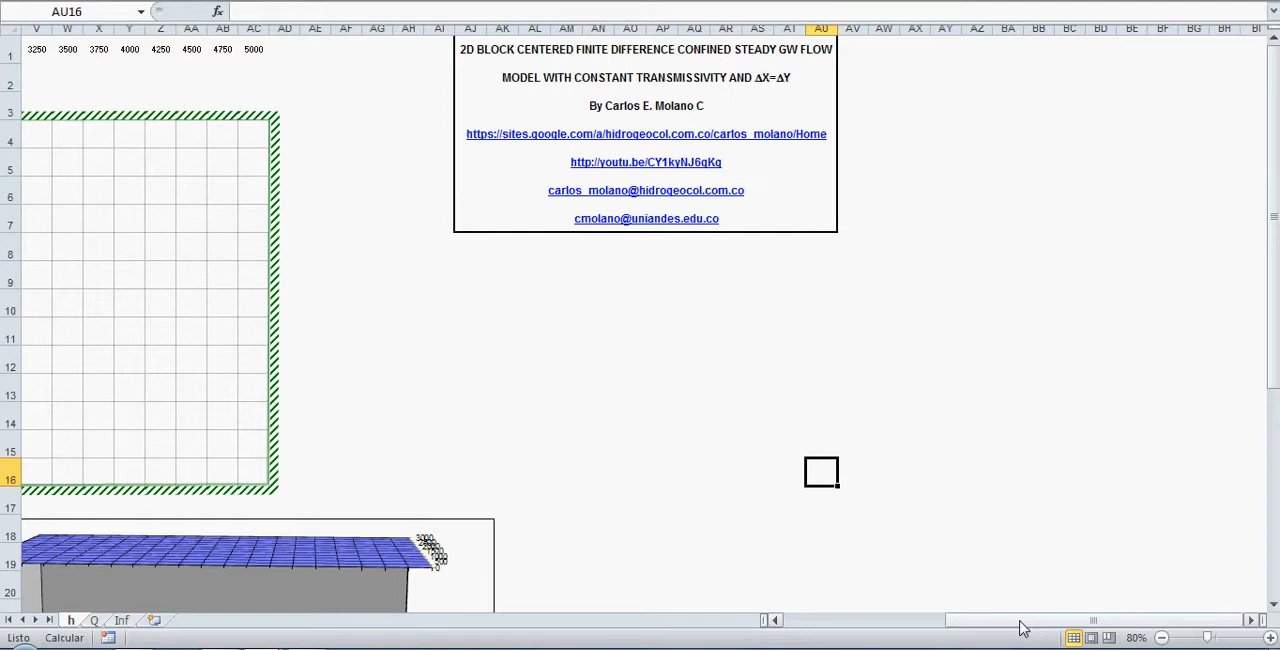 AU16
fx
V W X Y Z AA AB AC AD AE AF AG AH AI AJ AK AL AM AN AO AP AQ AR AS AT AU AV AW AX AY AZ BA BB BC BD BE BF BG BH BI
1 3250 3500 3750 4000 4250 4500 4750 5000 2D BLOCK CENTERED FINITE DIFFERENCE CONFINED STEADY GW FLOW
2 MODEL WITH CONSTANT TRANSMISSIVITY AND ΔX=ΔY
3 By Carlos E. Molano C
4 https://sites.google.com/a/hidrogeocol.com.co/carlos_molano/Home
5 http://youtu.be/CY1kyNJ6qKg
6 carlos_molano@hidrogeocol.com.co
7 cmolano@uniandes.edu.co
8
9
10
11
12
13
14
15
16
17
18 3000
19
20
h Q Inf
Listo Calcular 80%